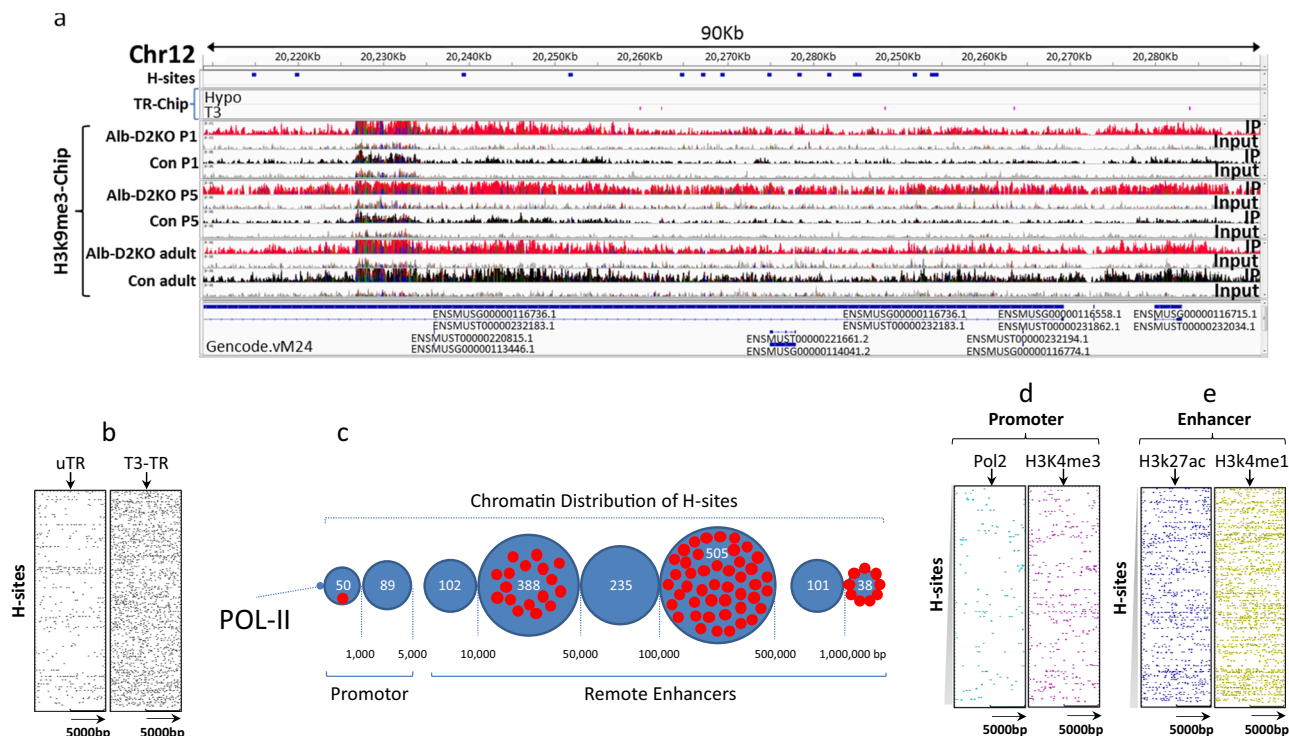 a
90Kb
Chr12
20,220Kb 20,230Kb 20,240Kb 20,250Kb 20,260Kb 20,270Kb 20,280Kb 20,260Kb 20,270Kb 20,280Kb
H-sites
TR-Chip
Hypo
T3
H3k9me3-Chip
Alb-D2KO P1
IP
Input
Con P1
IP
Input
Alb-D2KO P5
IP
Input
Con P5
IP
Input
Alb-D2KO adult
IP
Input
Con adult
IP
Input
ENSMUSG00000116736.1 ENSMUSG00000116736.1 ENSMUSG00000116558.1 ENSMUSG00000116715.1
ENSMUST00000232183.1 ENSMUST00000232183.1 ENSMUST00000231862.1 ENSMUST00000232034.1
ENSMUST00000220815.1 ENSMUST00000221661.2 ENSMUST00000232194.1
Gencode.vM24
ENSMUSG00000113446.1 ENSMUSG00000114041.2 ENSMUSG00000116774.1
b
uTR T3-TR
H-sites
5000bp 5000bp
c
Chromatin Distribution of H-sites
POL-II
50 89 102 388 235 505 101 38
1,000 5,000 10,000 50,000 100,000 500,000 1,000,000 bp
Promotor
Remote Enhancers
d
Promoter
Pol2 H3K4me3
H-sites
5000bp 5000bp
e
Enhancer
H3k27ac H3k4me1
H-sites
5000bp 5000bp